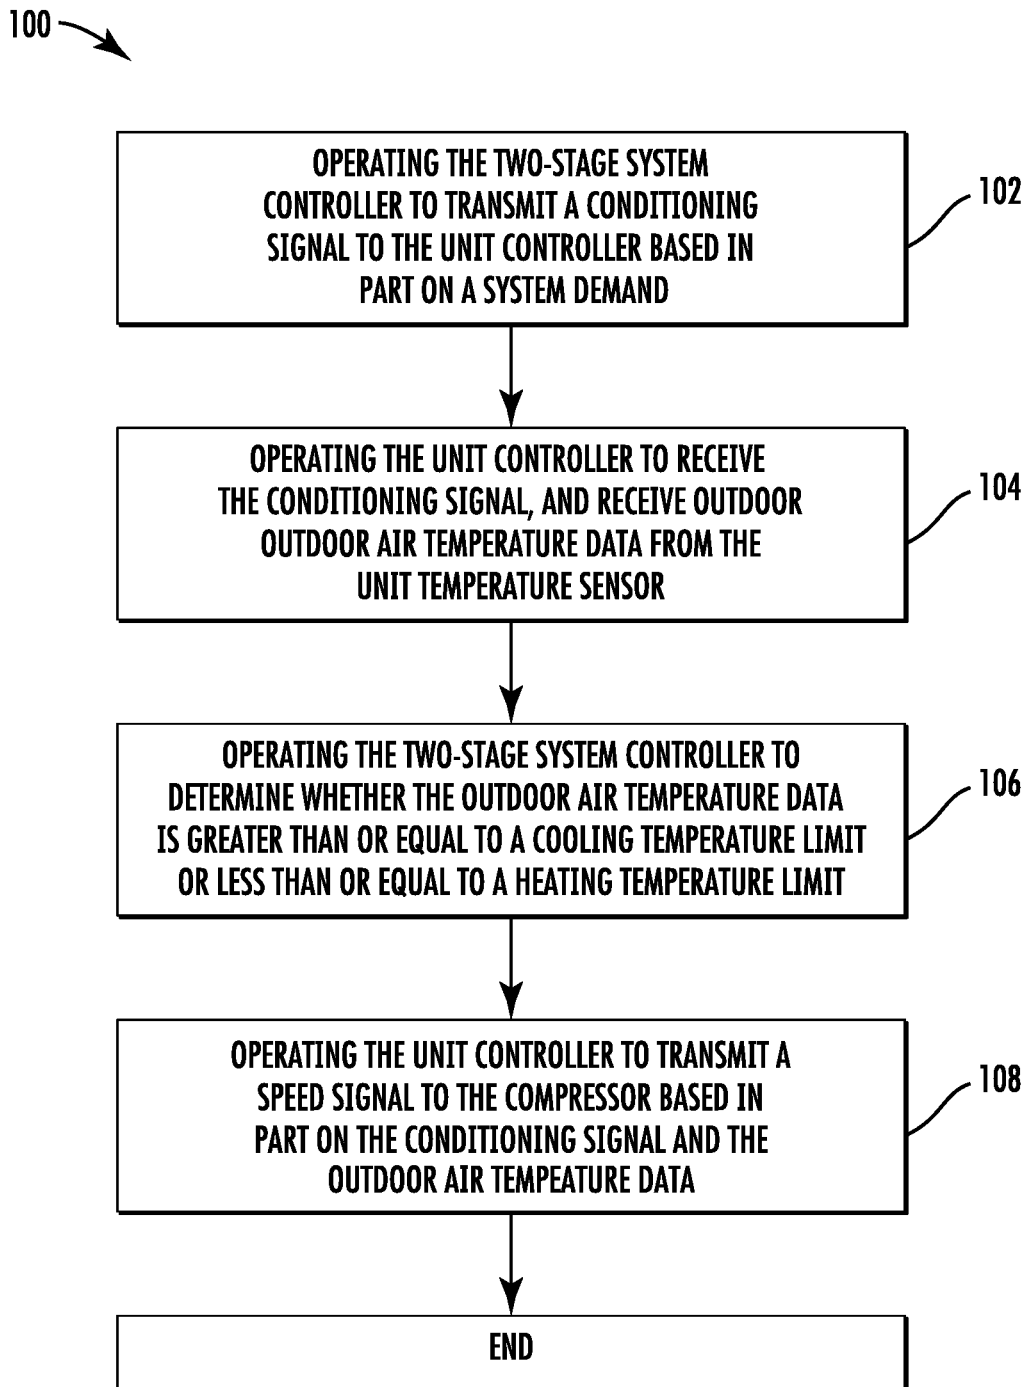 100
OPERATING THE TWO-STAGE SYSTEM
CONTROLLER TO TRANSMIT A CONDITIONING
SIGNAL TO THE UNIT CONTROLLER BASED IN
PART ON A SYSTEM DEMAND
102
OPERATING THE UNIT CONTROLLER TO RECEIVE
THE CONDITIONING SIGNAL, AND RECEIVE OUTDOOR
OUTDOOR AIR TEMPERATURE DATA FROM THE
UNIT TEMPERATURE SENSOR
104
OPERATING THE TWO-STAGE SYSTEM CONTROLLER TO
DETERMINE WHETHER THE OUTDOOR AIR TEMPERATURE DATA
IS GREATER THAN OR EQUAL TO A COOLING TEMPERATURE LIMIT
OR LESS THAN OR EQUAL TO A HEATING TEMPERATURE LIMIT
106
OPERATING THE UNIT CONTROLLER TO TRANSMIT A
SPEED SIGNAL TO THE COMPRESSOR BASED IN
PART ON THE CONDITIONING SIGNAL AND THE
OUTDOOR AIR TEMPEATURE DATA
108
END